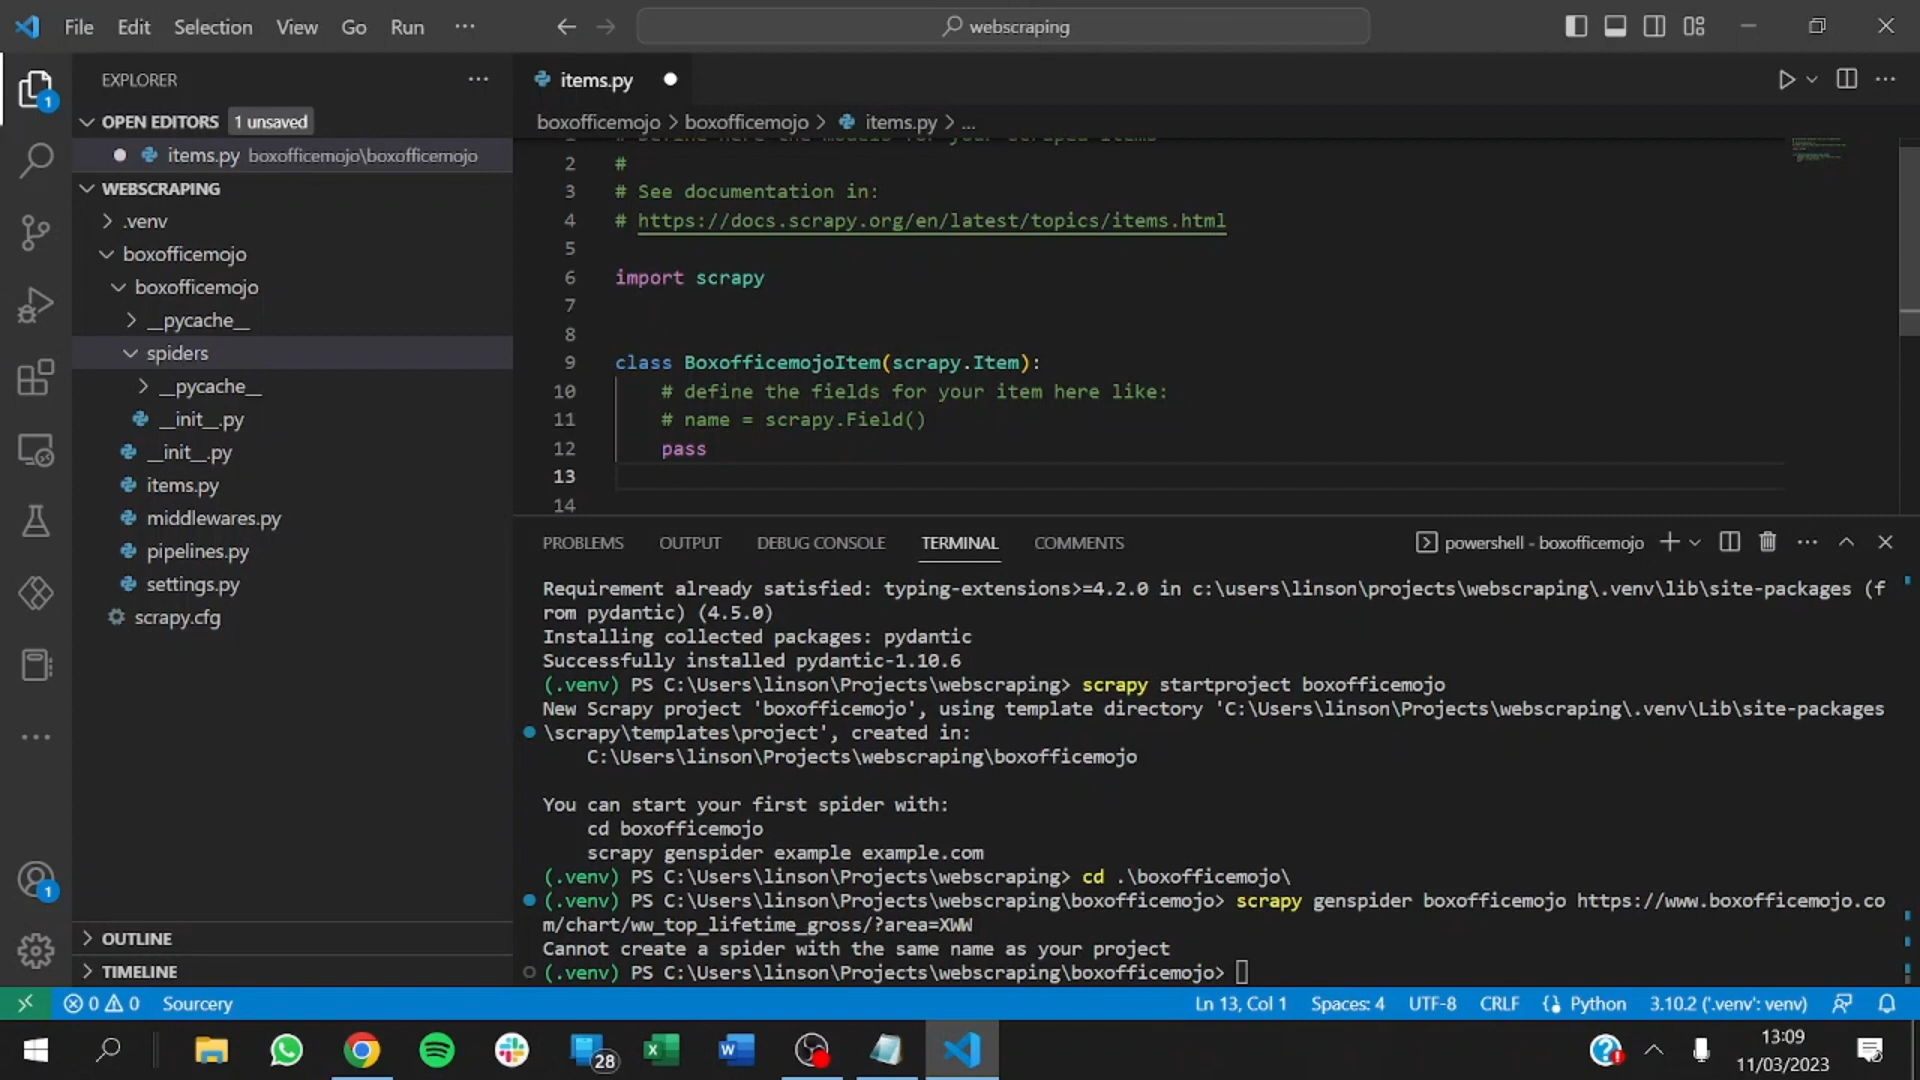 File Edit Selection View Go Run ···
webscraping
EXPLORER
OPEN EDITORS 1 unsaved
items.py boxofficemojo\boxofficemojo
WEBSCRAPING
.venv
boxofficemojo
boxofficemojo
__pycache__
spiders
__pycache__
__init__.py
__init__.py
items.py
middlewares.py
pipelines.py
settings.py
scrapy.cfg
OUTLINE
TIMELINE
1
1
items.py
boxofficemojo > boxofficemojo > items.py > ...
1 # Define here the models for your scraped items
2 #
3 # See documentation in:
4 # https://docs.scrapy.org/en/latest/topics/items.html
5
6 import scrapy
7
8
9 class BoxofficemojoItem(scrapy.Item):
10 # define the fields for your item here like:
11 # name = scrapy.Field()
12 pass
13
14
PROBLEMS OUTPUT DEBUG CONSOLE TERMINAL COMMENTS
powershell - boxofficemojo
Requirement already satisfied: typing-extensions>=4.2.0 in c:\users\linson\projects\webscraping\.venv\lib\site-packages (f
rom pydantic) (4.5.0)
Installing collected packages: pydantic
Successfully installed pydantic-1.10.6
(.venv) PS C:\Users\linson\Projects\webscraping> scrapy startproject boxofficemojo
New Scrapy project 'boxofficemojo', using template directory 'C:\Users\linson\Projects\webscraping\.venv\Lib\site-packages
\scrapy\templates\project', created in:
C:\Users\linson\Projects\webscraping\boxofficemojo
You can start your first spider with:
cd boxofficemojo
scrapy genspider example example.com
(.venv) PS C:\Users\linson\Projects\webscraping> cd .\boxofficemojo\
(.venv) PS C:\Users\linson\Projects\webscraping\boxofficemojo> scrapy genspider boxofficemojo https://www.boxofficemojo.co
m/chart/ww_top_lifetime_gross/?area=XWW
Cannot create a spider with the same name as your project
(.venv) PS C:\Users\linson\Projects\webscraping\boxofficemojo>
0 0 Sourcery
Ln 13, Col 1 Spaces: 4 UTF-8 CRLF Python 3.10.2 ('.venv': venv)
28
13:09
11/03/2023